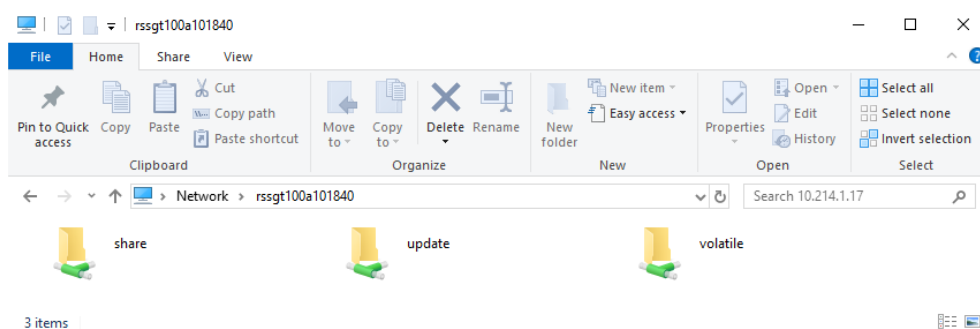 rssgt100a101840
File Home Share View
Pin to Quick access
Copy
Paste
Cut
Copy path
Paste shortcut
Clipboard
Move to
Copy to
Delete
Rename
Organize
New folder
New item
Easy access
New
Properties
Open
Edit
History
Open
Select all
Select none
Invert selection
Select
Network > rssgt100a101840
Search 10.214.1.17
share
update
volatile
3 items